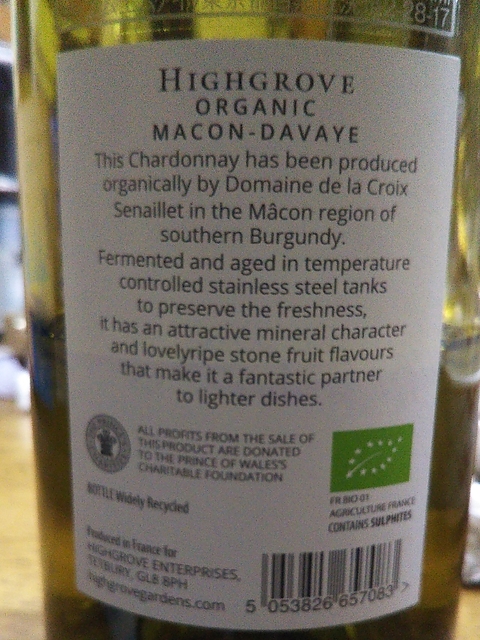 28-17
HIGHGROVE
ORGANIC
MACON-DAVAYE
This Chardonnay has been produced
organically by Domaine de la Croix
Senaillet in the Mâcon region of
southern Burgundy.
Fermented and aged in temperature
controlled stainless steel tanks
to preserve the freshness,
it has an attractive mineral character
and lovelyripe stone fruit flavours
that make it a fantastic partner
to lighter dishes.
ALL PROFITS FROM THE SALE OF
THIS PRODUCT ARE DONATED
TO THE PRINCE OF WALES'S
CHARITABLE FOUNDATION
BOTTLE Widely Recycled
FR BIO 01
AGRICULTURE FRANCE
CONTAINS SULPHITES
Produced in France for
HIGHGROVE ENTERPRISES,
TETBURY, GL8 8PH
highgrovegardens.com
5 053826 657083 >